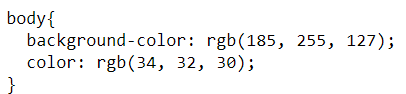 body{
  background-color: rgb(185, 255, 127);
  color: rgb(34, 32, 30);
}